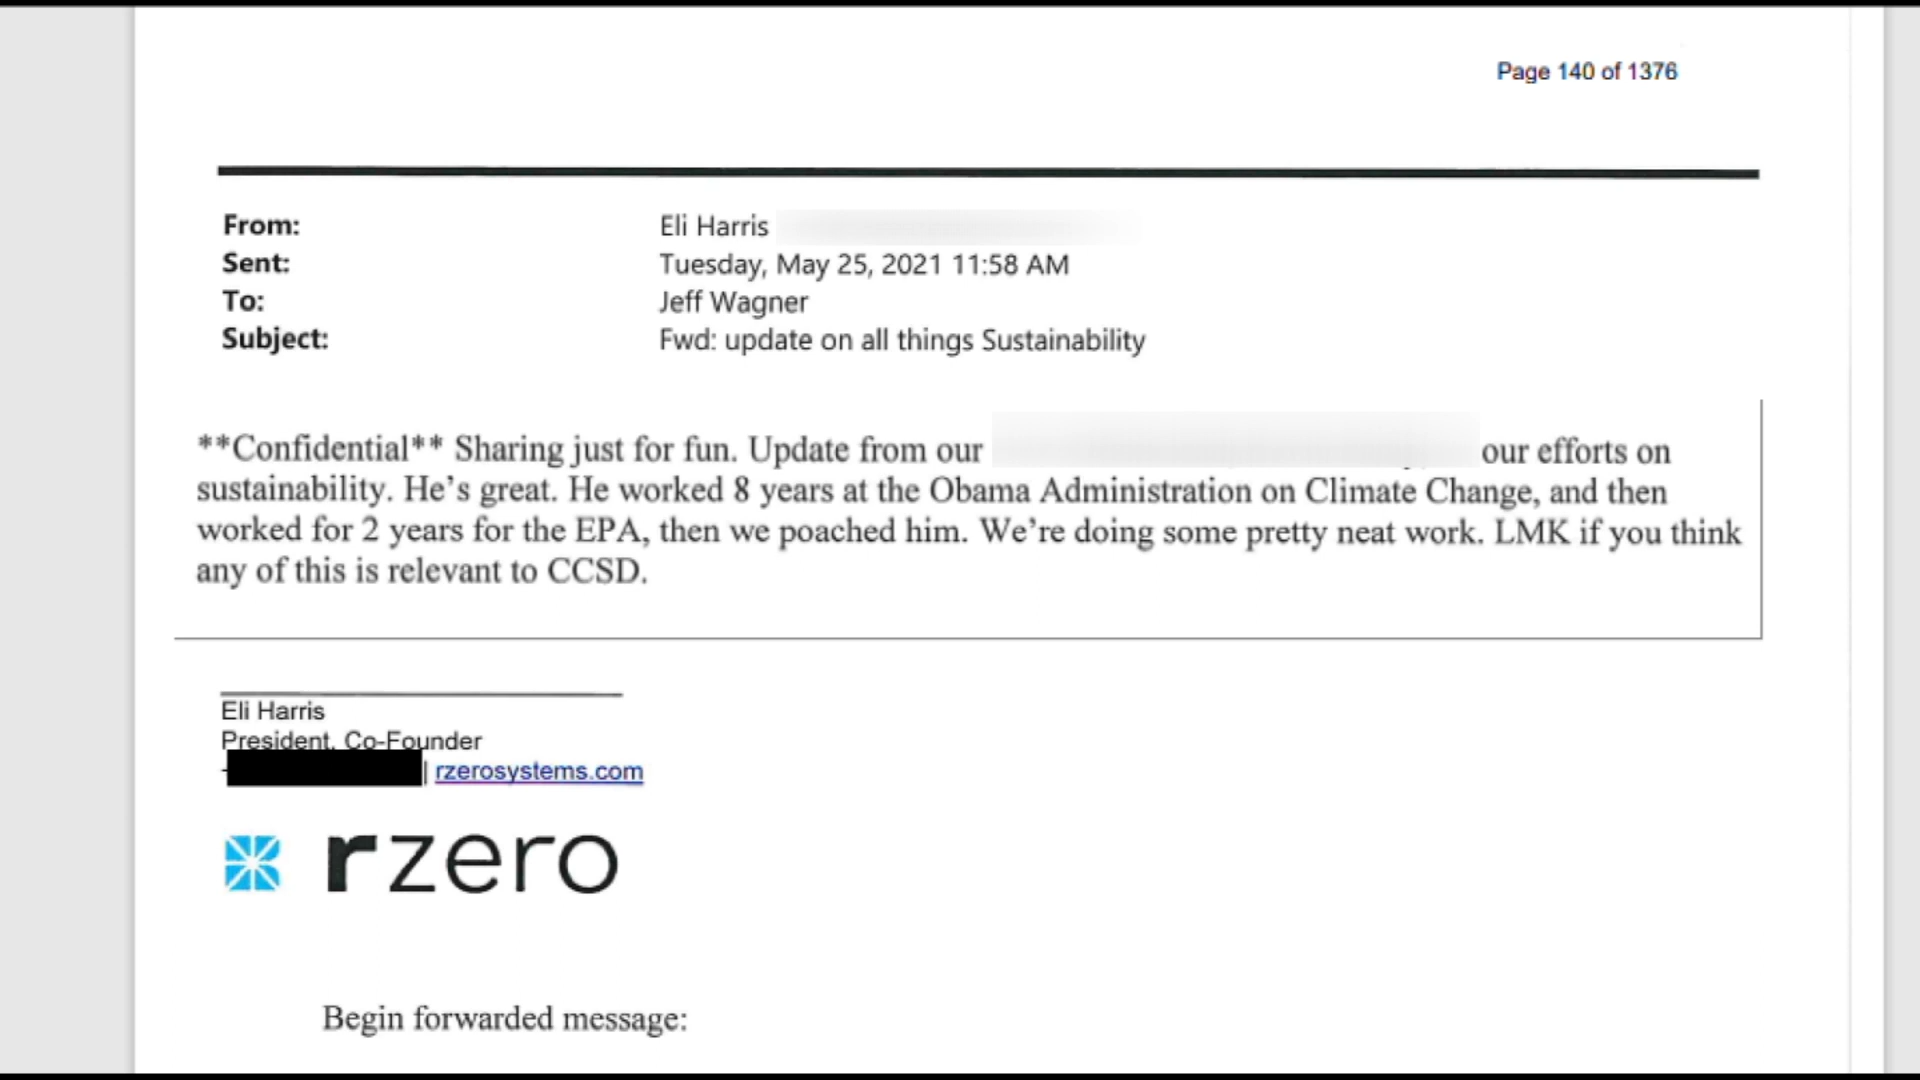 Page 140 of 1376
From: Eli Harris
Sent: Tuesday, May 25, 2021 11:58 AM
To: Jeff Wagner
Subject: Fwd: update on all things Sustainability
**Confidential** Sharing just for fun. Update from our our efforts on
sustainability. He's great. He worked 8 years at the Obama Administration on Climate Change, and then
worked for 2 years for the EPA, then we poached him. We're doing some pretty neat work. LMK if you think
any of this is relevant to CCSD.
Eli Harris
President, Co-Founder
| rzerosystems.com
rzero
Begin forwarded message: